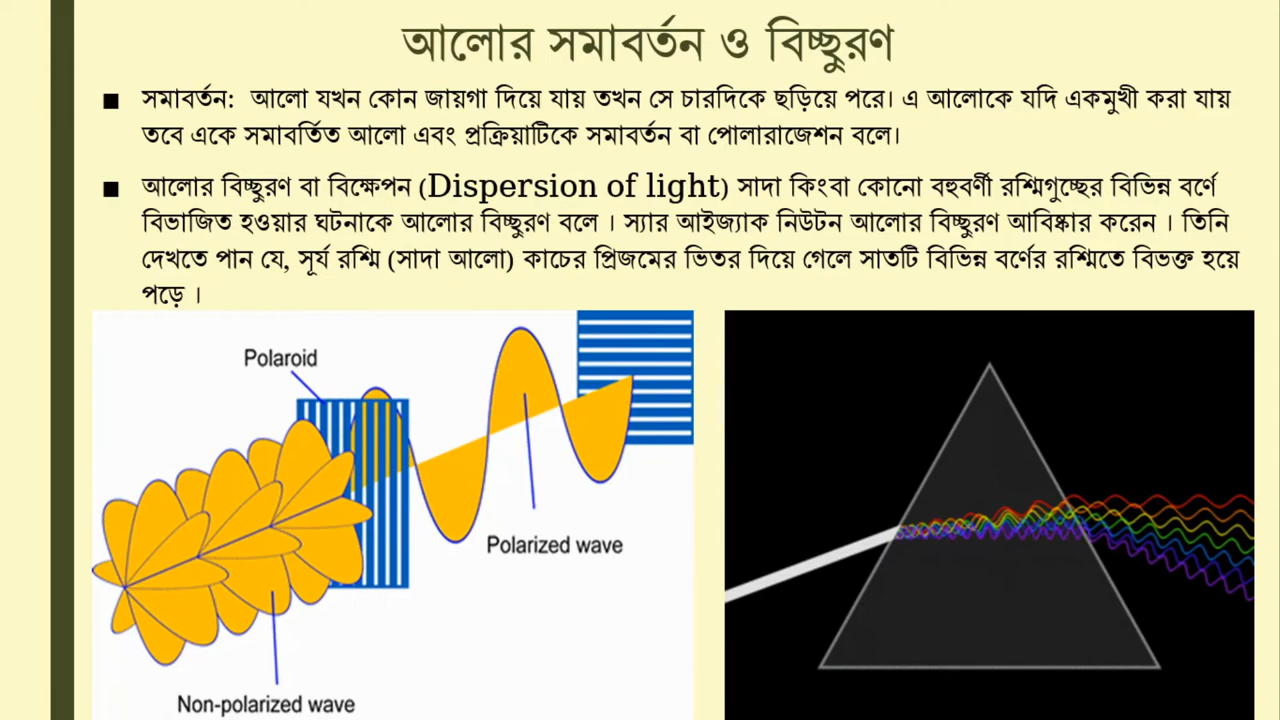 আলোর সমাবর্তন ও বিচ্ছুরণ
■ সমাবর্তন: আলো যখন কোন জায়গা দিয়ে যায় তখন সে চারদিকে ছড়িয়ে পরে। এ আলোকে যদি একমুখী করা যায়
তবে একে সমাবর্তিত আলো এবং প্রক্রিয়াটিকে সমাবর্তন বা পোলারাজেশন বলে।
■ আলোর বিচ্ছুরণ বা বিক্ষেপন (Dispersion of light) সাদা কিংবা কোনো বহুবর্ণী রশ্মিগুচ্ছের বিভিন্ন বর্ণে
বিভাজিত হওয়ার ঘটনাকে আলোর বিচ্ছুরণ বলে । স্যার আইজ্যাক নিউটন আলোর বিচ্ছুরণ আবিষ্কার করেন । তিনি
দেখতে পান যে, সূর্য রশ্মি (সাদা আলো) কাচের প্রিজমের ভিতর দিয়ে গেলে সাতটি বিভিন্ন বর্ণের রশ্মিতে বিভক্ত হয়ে
পড়ে ।
Polaroid
Polarized wave
Non-polarized wave